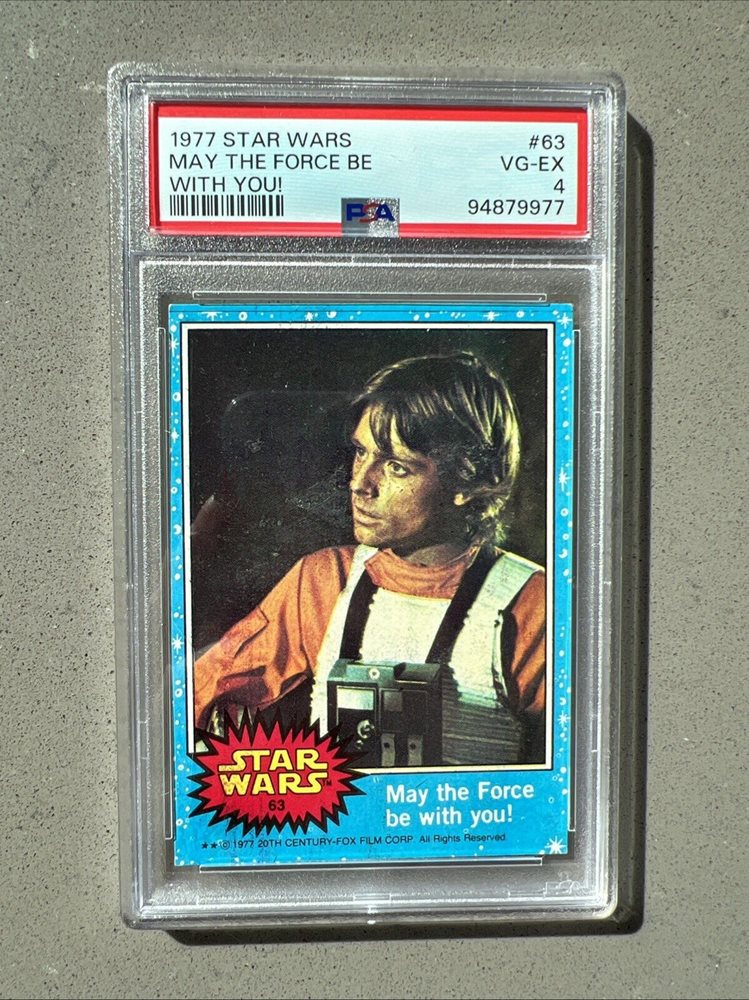 1977 STAR WARS #63
MAY THE FORCE BE VG-EX
WITH YOU! 4
PSA 94879977
STAR
WARS™
63
May the Force
be with you!
★★ © 1977 20TH CENTURY-FOX FILM CORP. All Rights Reserved.